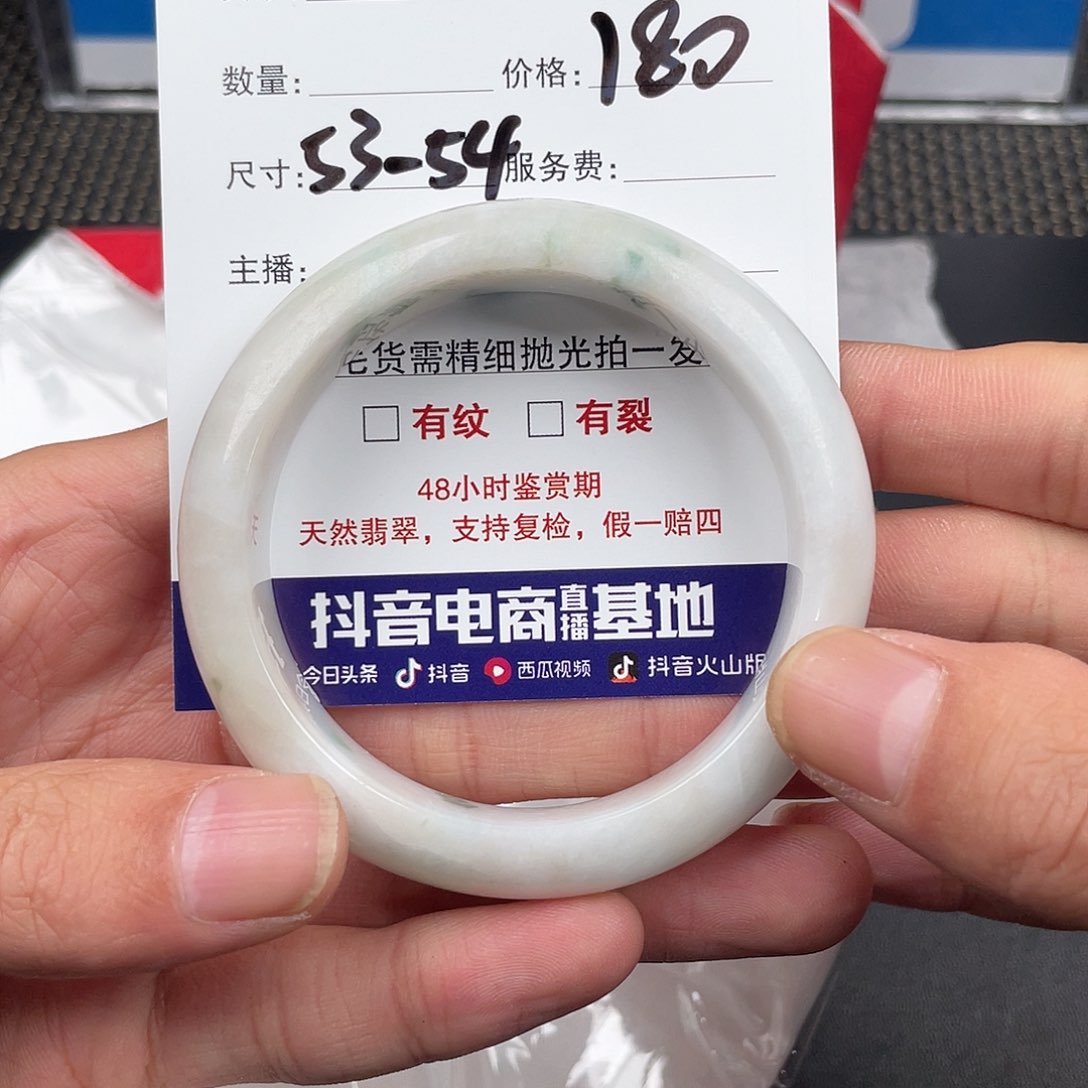 数量: 价格: 180
尺寸: 53-54 服务费:
主播:
毛货需精细抛光拍一发
有纹 有裂
48小时鉴赏期
天然翡翠，支持复检，假一赔四
抖音电商直播基地
今日头条 抖音 西瓜视频 抖音火山版